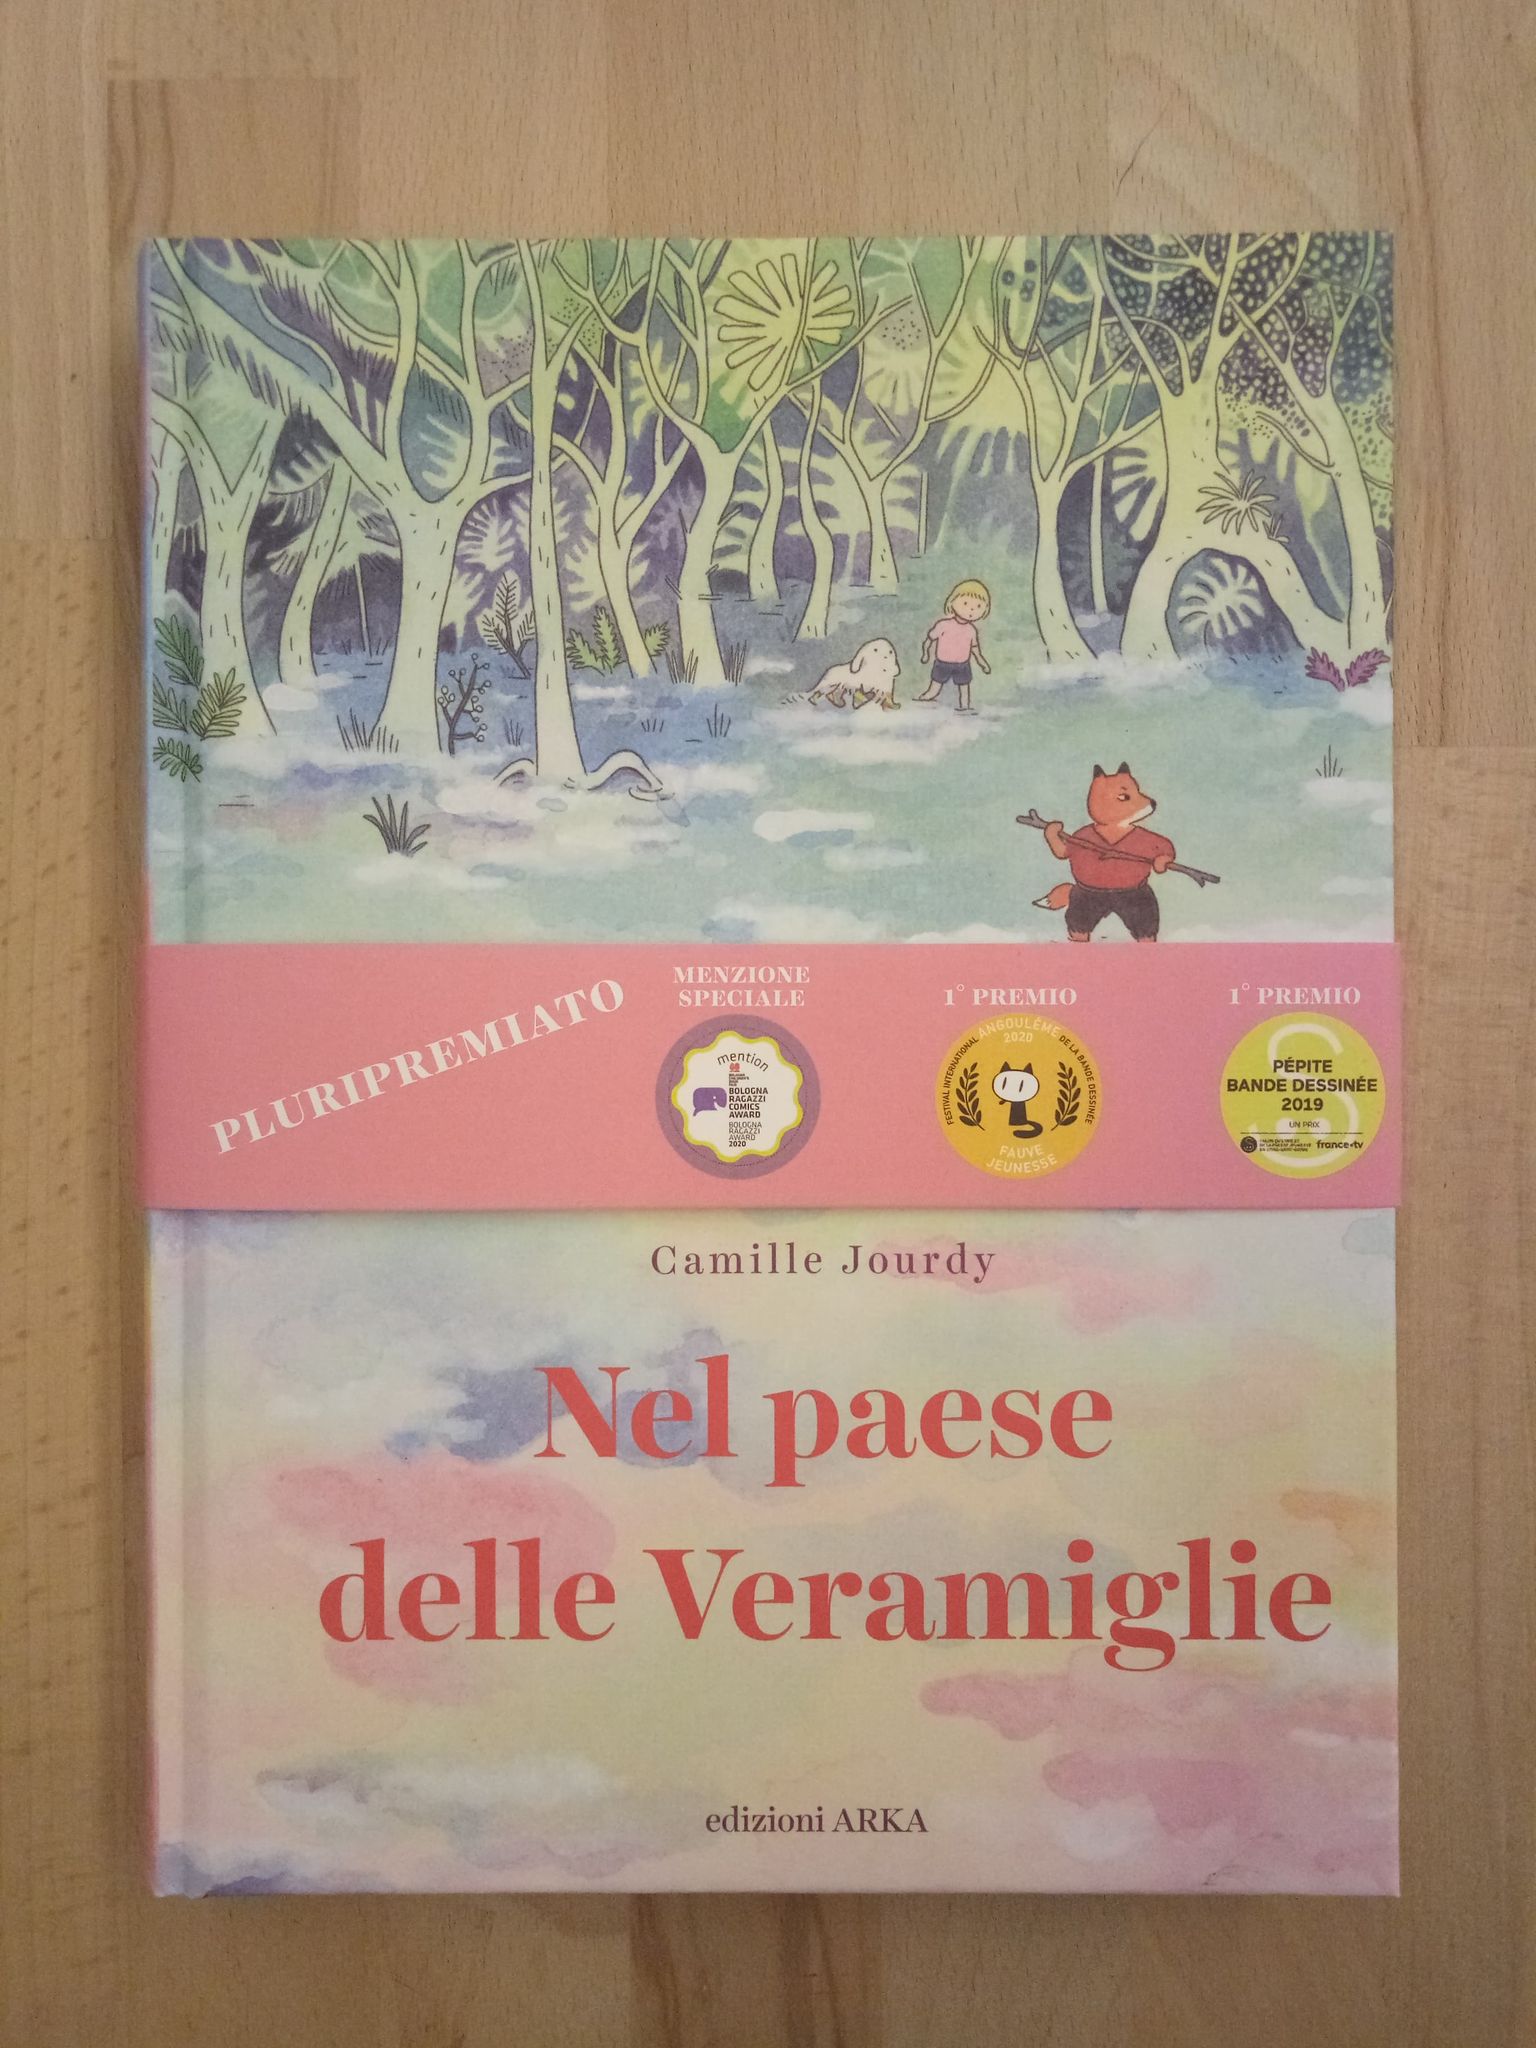 PLURIPREMIATO
MENZIONE
SPECIALE
mention
BOLOGNA
RAGAZZI
COMICS
AWARD
BOLOGNA
RAGAZZI
AWARD
2020
1° PREMIO
FESTIVAL INTERNATIONAL ANGOULÊME DE LA BANDE DESSINÉE
2020
FAUVE
JEUNESSE
1° PREMIO
PÉPITE
BANDE DESSINÉE
2019
UN PRIX
france•tv
Camille Jourdy
Nel paese
delle Veramiglie
edizioni ARKA